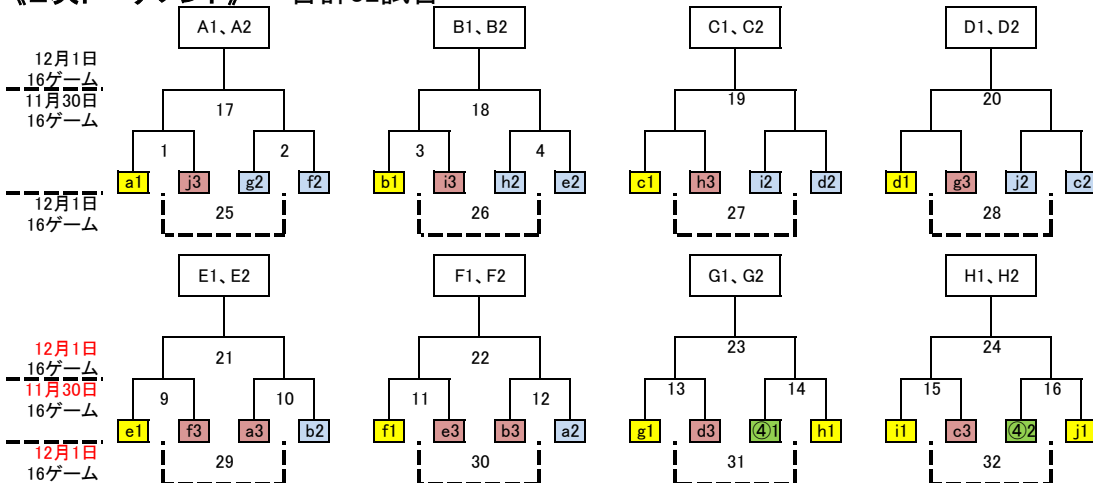 合計32試合
A1、A2
B1、B2
C1、C2
D1、D2
12月1日
16ゲーム
11月30日
16ゲーム
17
18
19
20
1
2
3
4
a1
j3
g2
f2
b1
i3
h2
e2
c1
h3
i2
d2
d1
g3
j2
c2
12月1日
16ゲーム
25
26
27
28
E1、E2
F1、F2
G1、G2
H1、H2
12月1日
16ゲーム
11月30日
16ゲーム
21
22
23
24
9
10
11
12
13
14
15
16
e1
f3
a3
b2
f1
e3
b3
a2
g1
d3
④1
h1
i1
c3
④2
j1
12月1日
16ゲーム
29
30
31
32